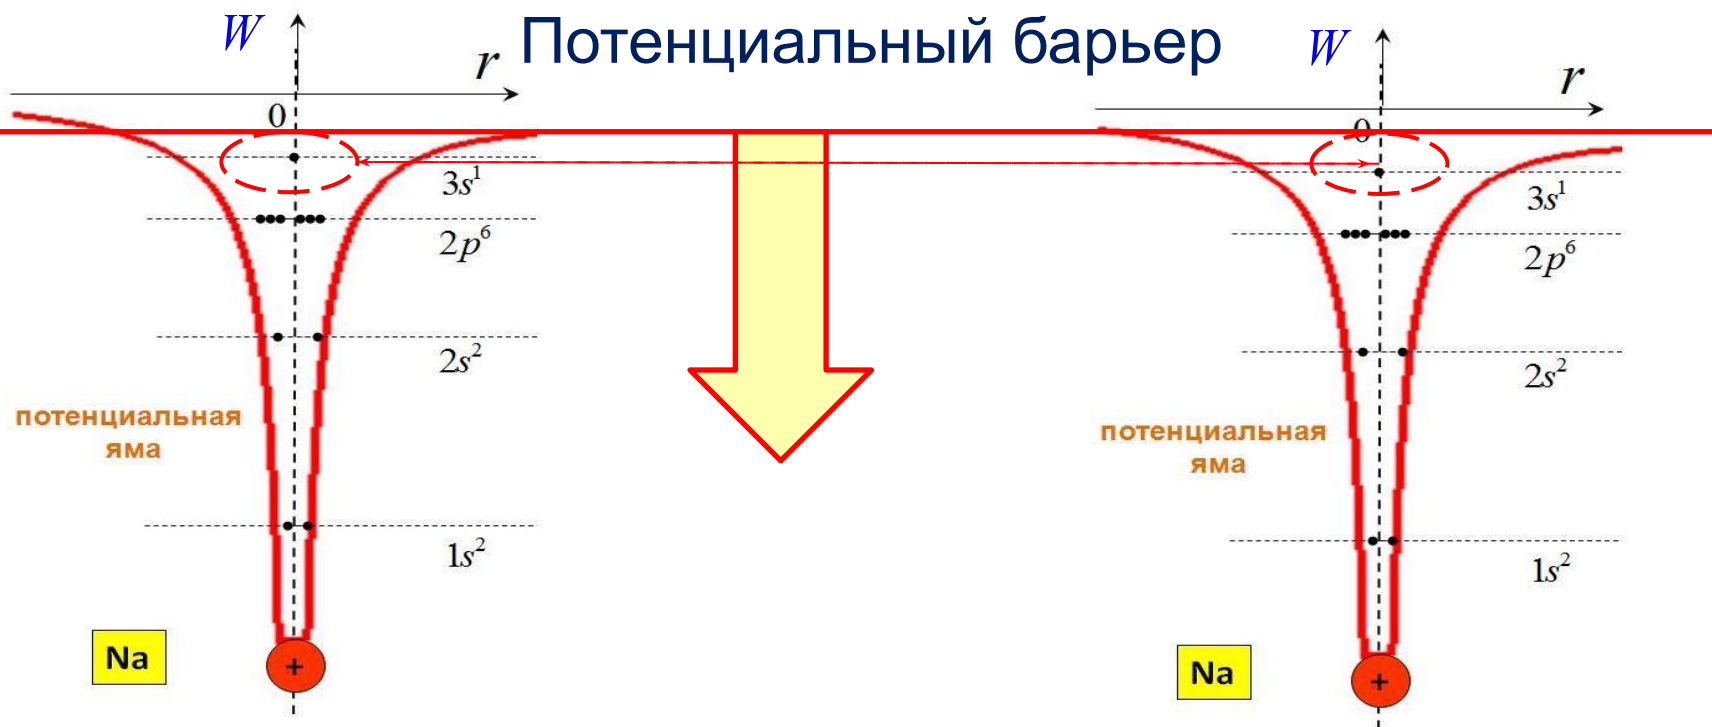 Потенциальный барьер
W
r
0
3s¹
2p⁶
2s²
потенциальная
яма
1s²
Na
+
W
r
0
3s¹
2p⁶
2s²
потенциальная
яма
1s²
Na
+